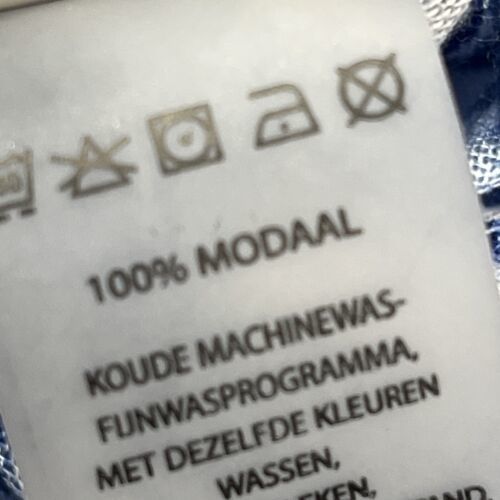 100% MODAAL
KOUDE MACHINEWAS-
FIJNWASPROGRAMMA,
MET DEZELFDE KLEUREN
WASSEN,